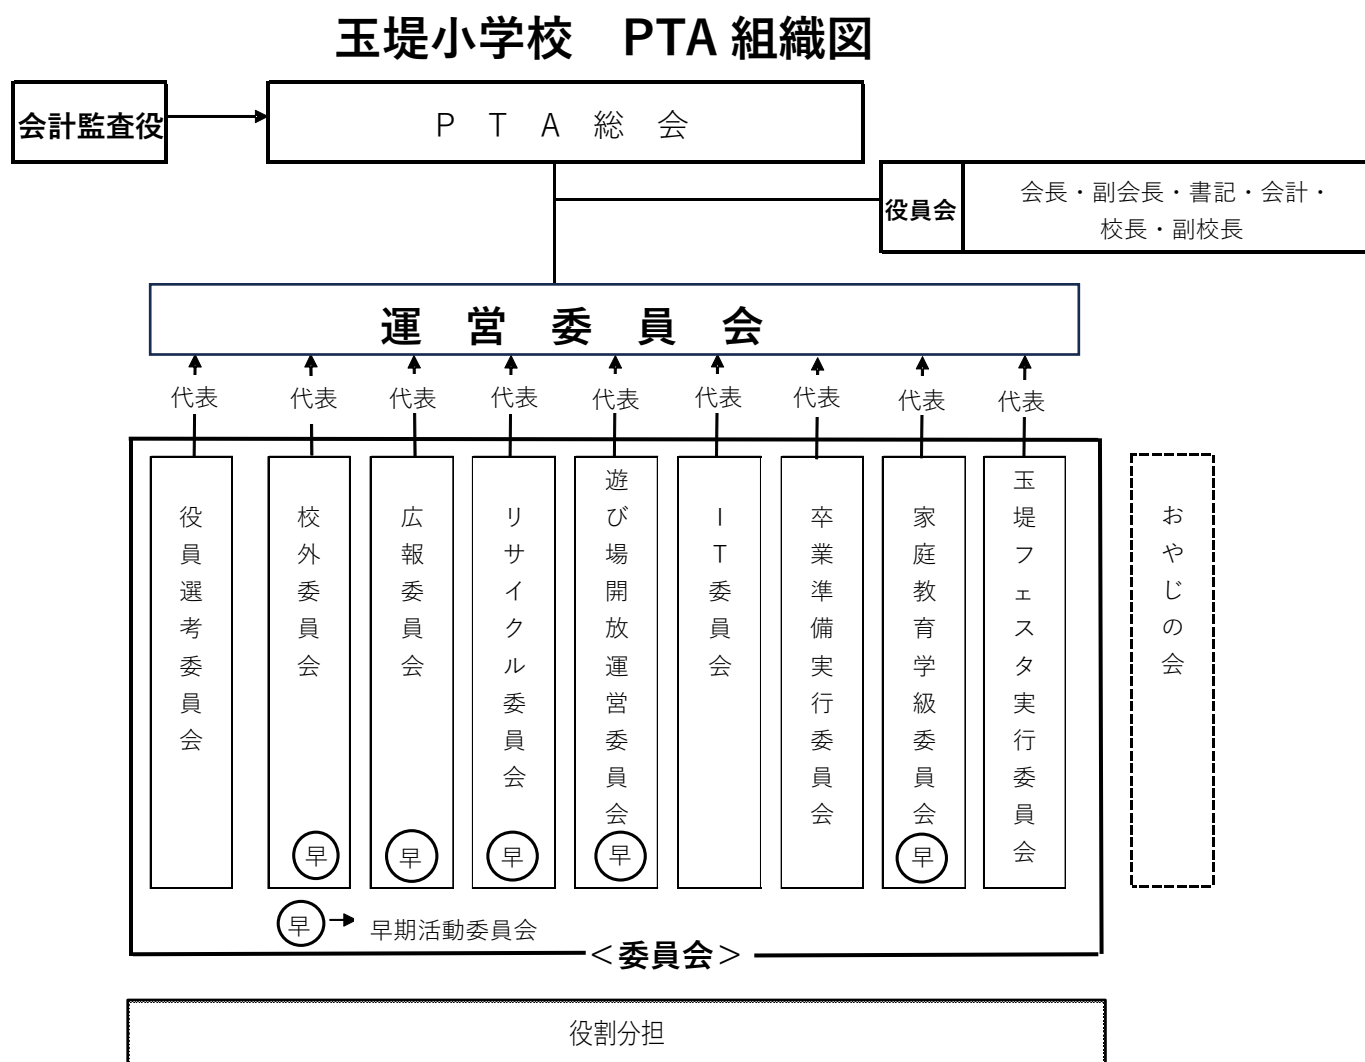 玉堤小学校　PTA 組織図
会計監査役
Ｐ　Ｔ　Ａ　総　会
役員会
会長・副会長・書記・会計・
校長・副校長
運　営　委　員　会
代表
代表
代表
代表
代表
代表
代表
代表
代表
役員選考委員会
校外委員会
早
広報委員会
早
リサイクル委員会
早
遊び場開放運営委員会
早
ＩＴ委員会
卒業準備実行委員会
家庭教育学級委員会
早
玉堤フェスタ実行委員会
おやじの会
早
早期活動委員会
＜委員会＞
役割分担